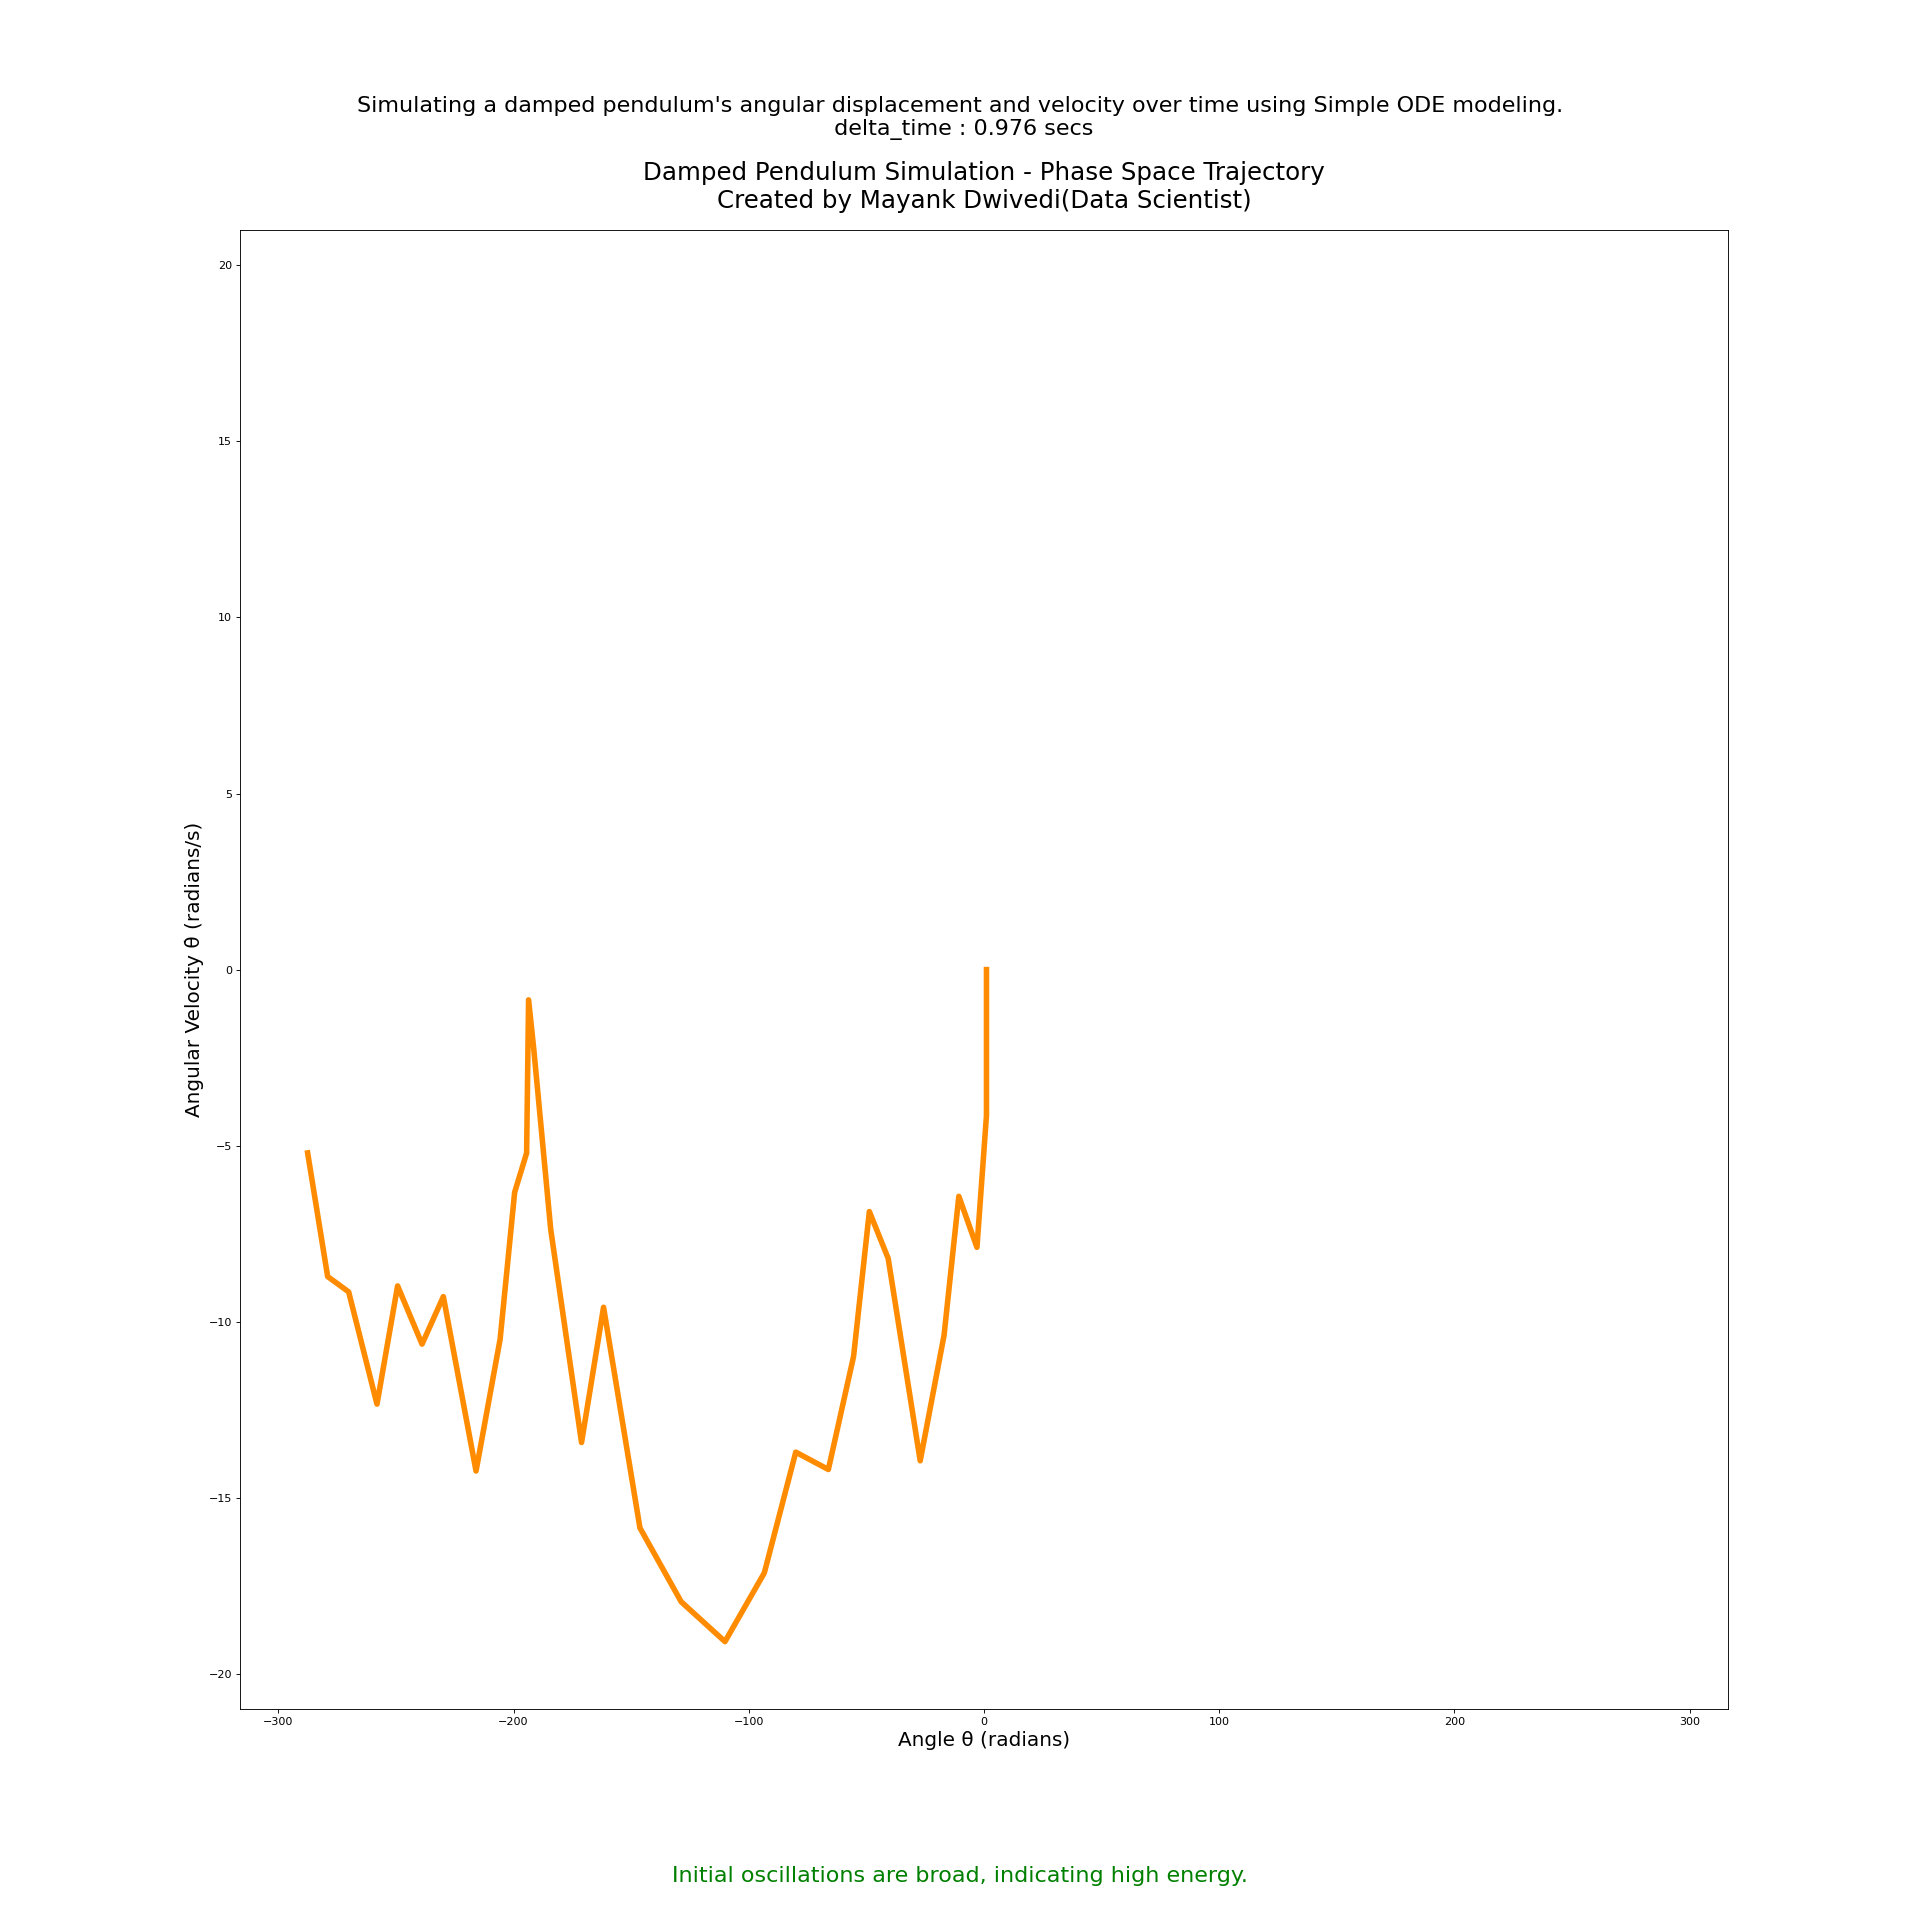 Simulating a damped pendulum's angular displacement and velocity over time using Simple ODE modeling.
delta_time : 0.976 secs
Damped Pendulum Simulation - Phase Space Trajectory
Created by Mayank Dwivedi(Data Scientist)
20
15
10
5
0
−5
−10
−15
−20
Angular Velocity θ (radians/s)
−300
−200
−100
0
100
200
300
Angle θ (radians)
Initial oscillations are broad, indicating high energy.